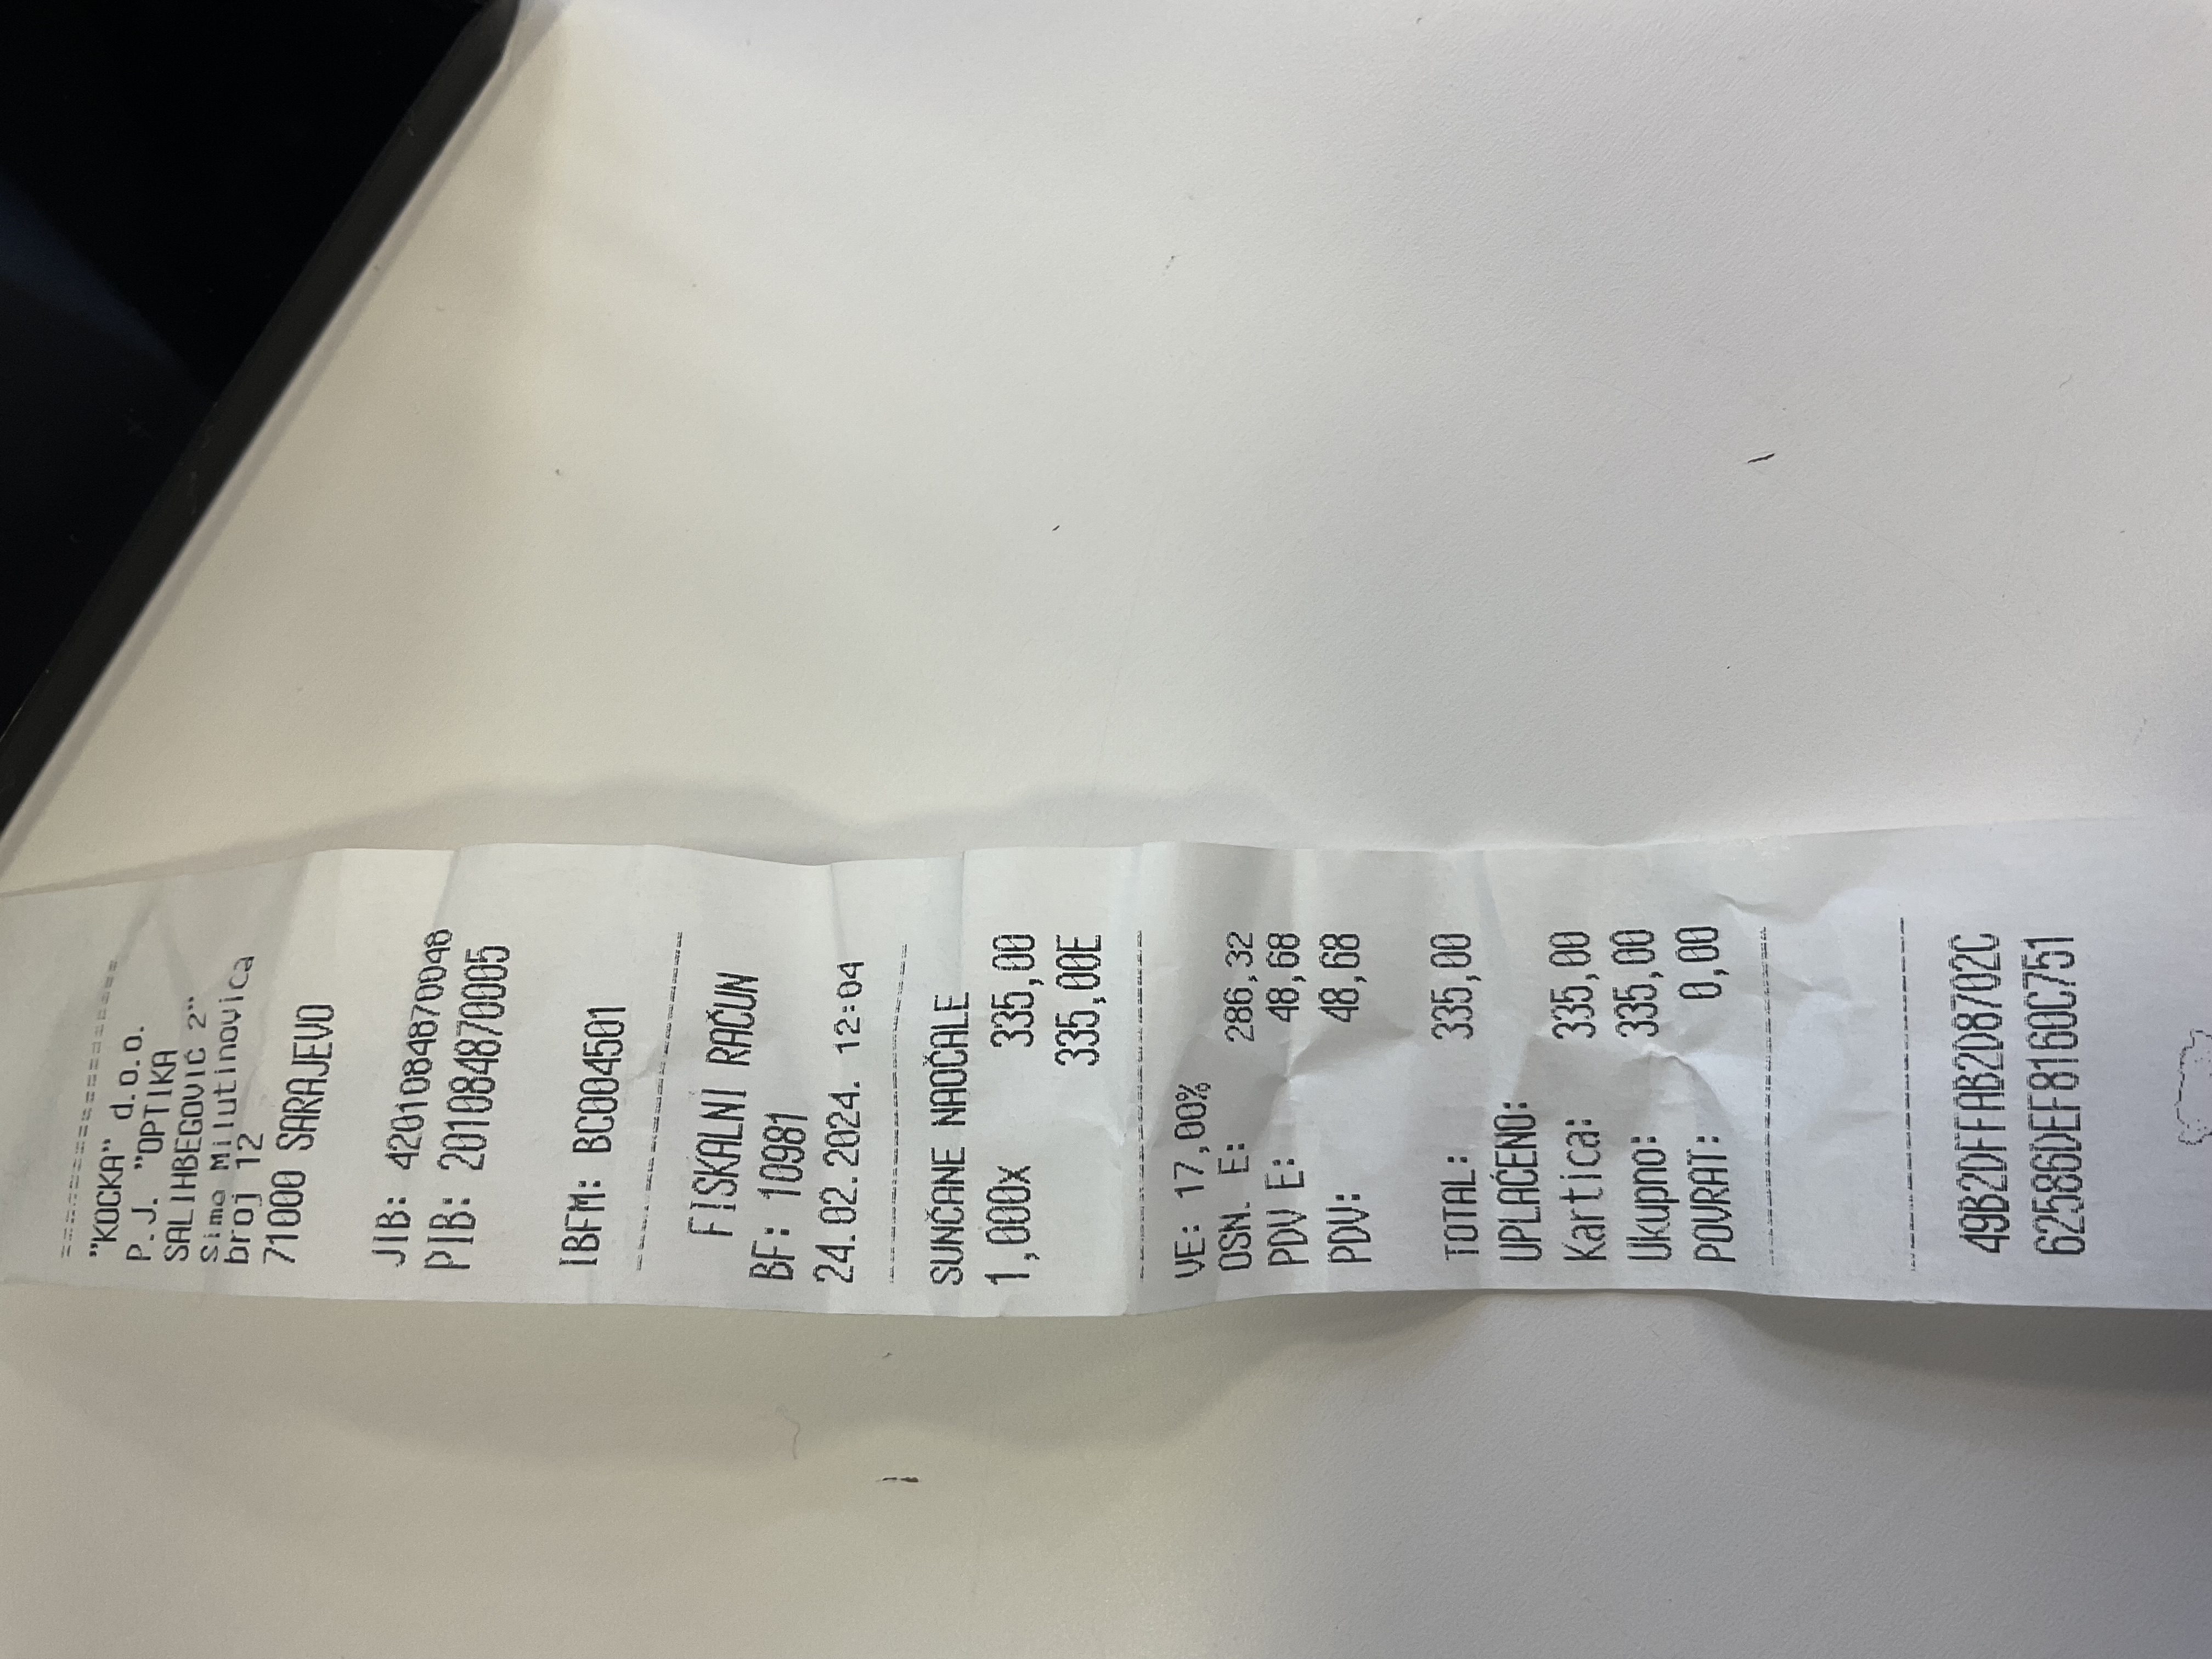 "KOCKA" d.o.o.
P.J. "OPTIKA
SALIHBEGOVIC 2"
Sime Milutinovica
broj 12
71000 SARAJEVO
JIB: 4201084870048
PIB: 201084870005
IBFM: BC004501
FISKALNI RAČUN
BF: 10981
24.02.2024. 12:04
SUNČANE NAOČALE
1,000x 335,00
335,00E
VE: 17,00%
OSN. E: 286,32
PDV E: 48,68
PDV: 48,68
TOTAL: 335,00
UPLAĆENO:
Kartica: 335,00
Ukupno: 335,00
POVRAT: 0,00
49B2DFFAB2D8702C
62586DEF8160C751